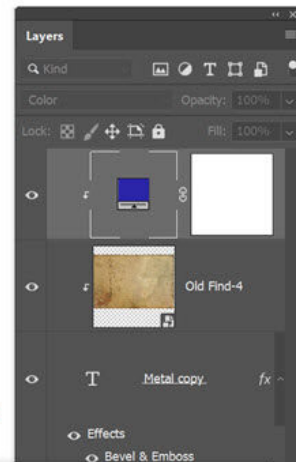 Layers
Kind
T
Color Opacity: 100%
Lock: Fill: 100%
Old Find-4
T Metal copy fx
Effects
Bevel & Emboss